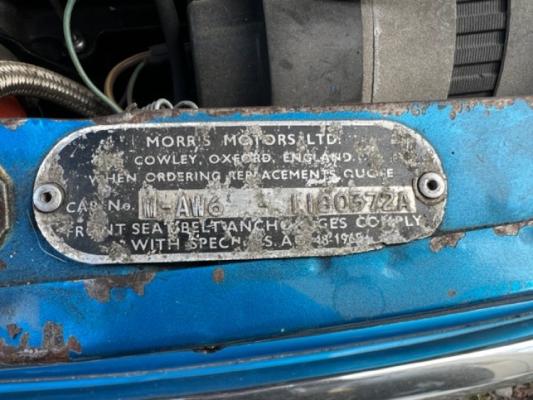 MORRIS MOTORS LTD.
COWLEY, OXFORD, ENGLAND.
WHEN ORDERING REPLACEMENTS QUOTE
CAR No. M-AW6
FRONT SEAT BELT ANCHORAGES COMPLY
WITH SPECN.